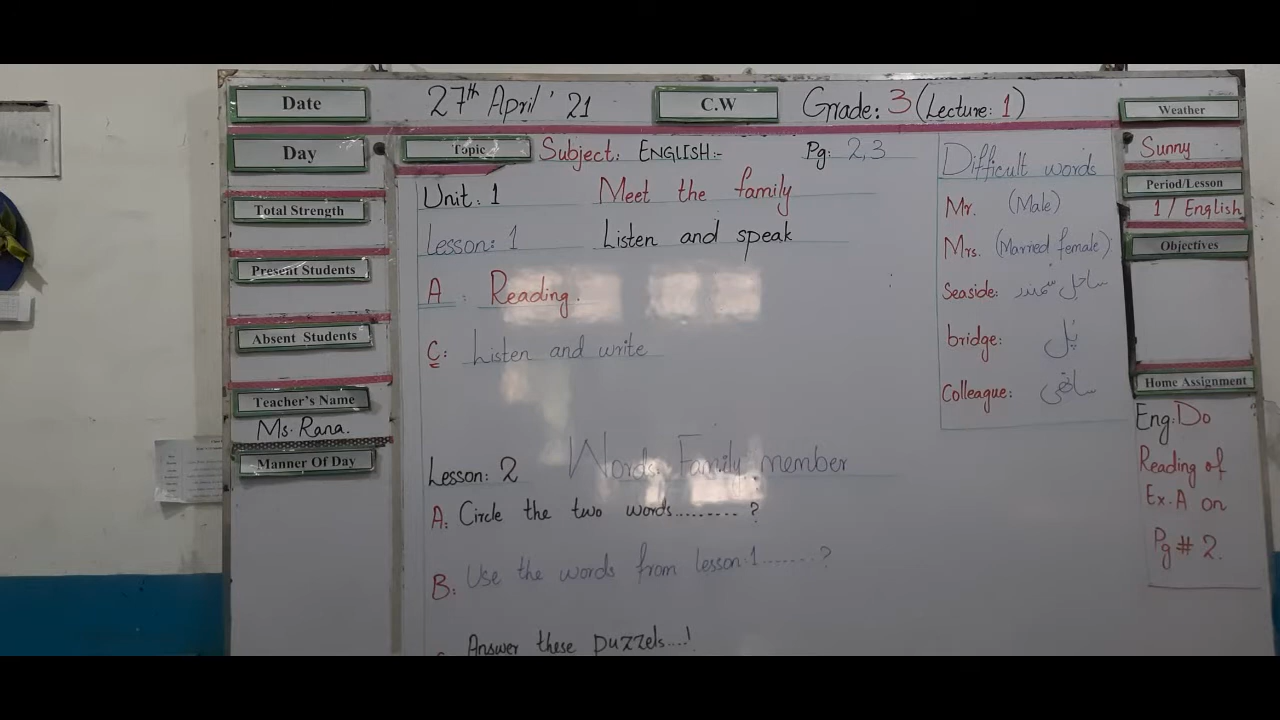 Date
27th April ' 21
C.W
Grade: 3 (Lecture: 1)
Weather
Sunny
Period/Lesson
1 / English
Objectives
Home Assignment
Eng: Do
Reading of
Ex. A on
Pg # 2.
Day
Total Strength
Present Students
Absent Students
Teacher's Name
Ms. Rana.
Manner Of Day
Topic
Subject: ENGLISH:-
Pg: 2,3
Unit: 1 Meet the family
Lesson: 1 Listen and speak
A : Reading.
C: Listen and write
Lesson: 2 Words: Family member
A: Circle the two words......... ?
B: Use the words from lesson:1.......?
Answer these puzzels....!
Difficult words
Mr. (Male)
Mrs. (Married female)
Seaside: ساحل سمندر
bridge: پُل
Colleague: ساتھی